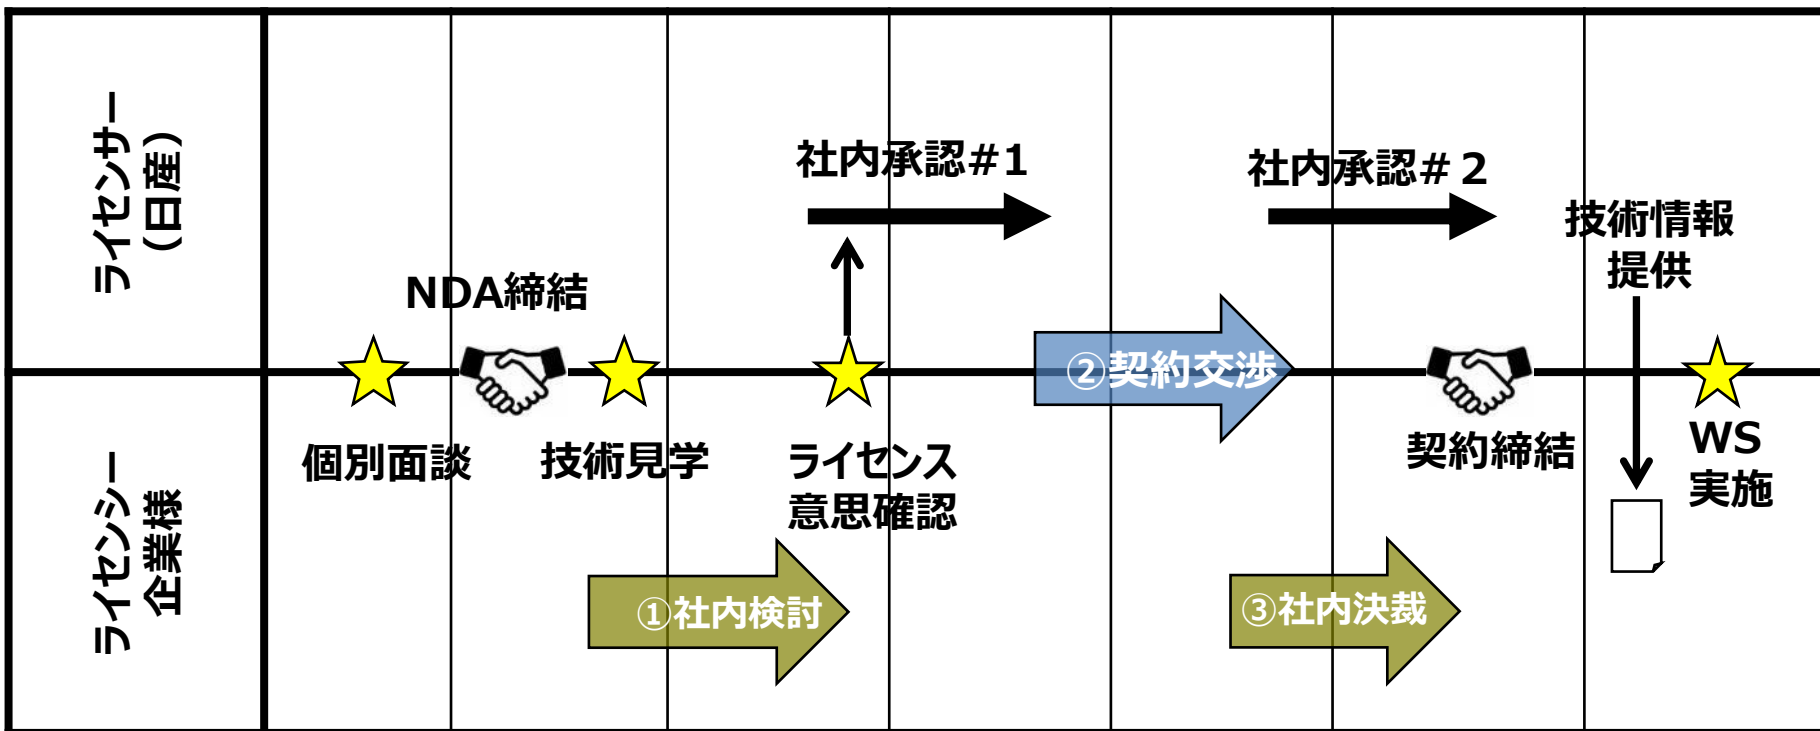 ライセンサー
（日産）
社内承認#1
社内承認#２
技術情報
提供
NDA締結
②契約交渉
個別面談
技術見学
ライセンス
意思確認
契約締結
WS
実施
ライセンシー
企業様
①社内検討
③社内決裁